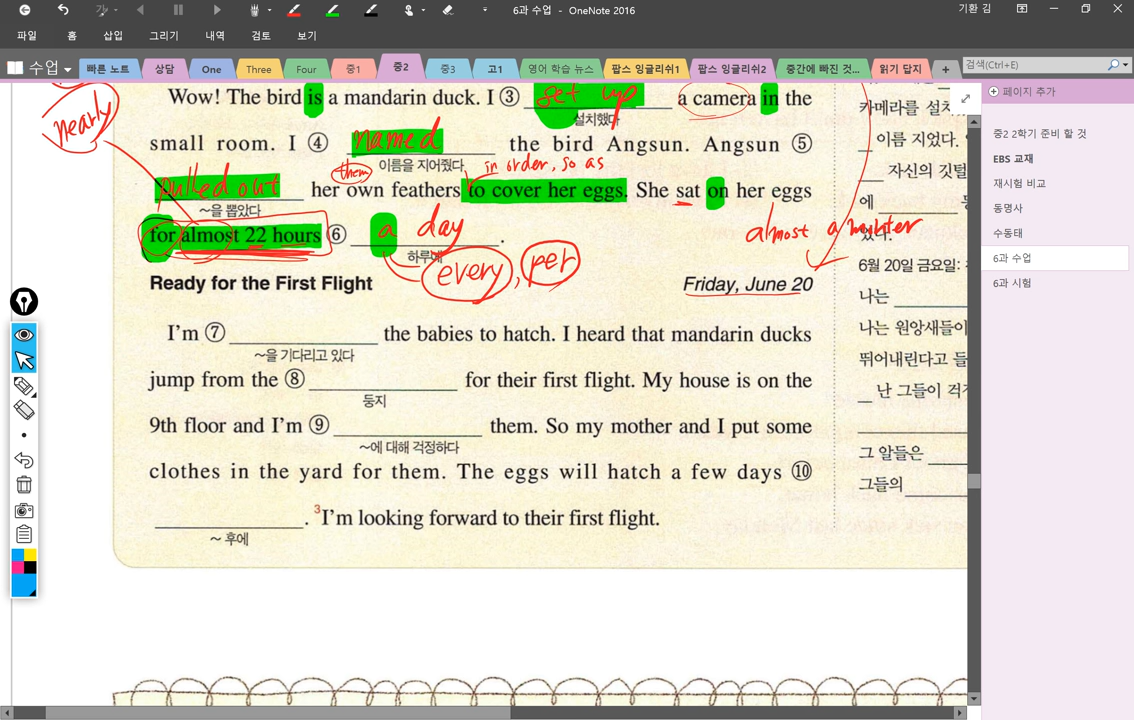 6과 수업 - OneNote 2016
기환 김
파일 홈 삽입 그리기 내역 검토 보기
수업 빠른 노트 상담 One Three Four 중1 중2 중3 고1 영어 학습 뉴스 팝스 잉글리쉬1 팝스 잉글리쉬2 중간에 빠진 것... 읽기 답지 + 검색(Ctrl+E)
페이지 추가
중2 2학기 준비 할 것
EBS 교재
재시험 비교
동명사
수동태
6과 수업
6과 시험
nearly
Wow! The bird is a mandarin duck. I ③ set up a camera in the
설치했다
small room. I ④ named the bird Angsun. Angsun ⑤
이름을 지어줬다
them in order, so as
pulled out her own feathers to cover her eggs. She sat on her eggs
~을 뽑았다
for almost 22 hours ⑥ a day .
하루에
every, per
almost a
Ready for the First Flight Friday, June 20
I'm ⑦ the babies to hatch. I heard that mandarin ducks
~을 기다리고 있다
jump from the ⑧ for their first flight. My house is on the
둥지
9th floor and I'm ⑨ them. So my mother and I put some
~에 대해 걱정하다
clothes in the yard for them. The eggs will hatch a few days ⑩
. 3I'm looking forward to their first flight.
~ 후에
카메라를 설치
이름 지었다.
자신의 깃털
에
있다.
6월 20일 금요일:
나는
나는 원앙새들이
뛰어내린다고 들
난 그들이 걱정
그 알들은
그들의